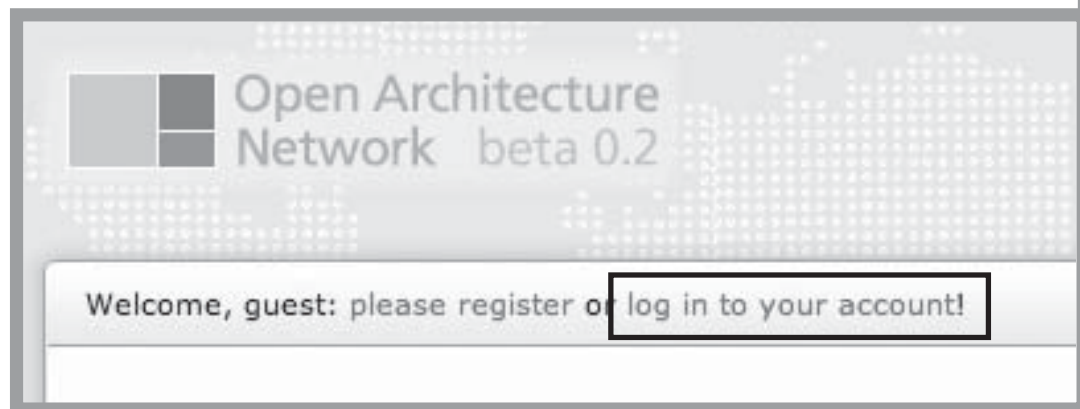 Open Architecture
Network beta 0.2
Welcome, guest: please register or log in to your account!